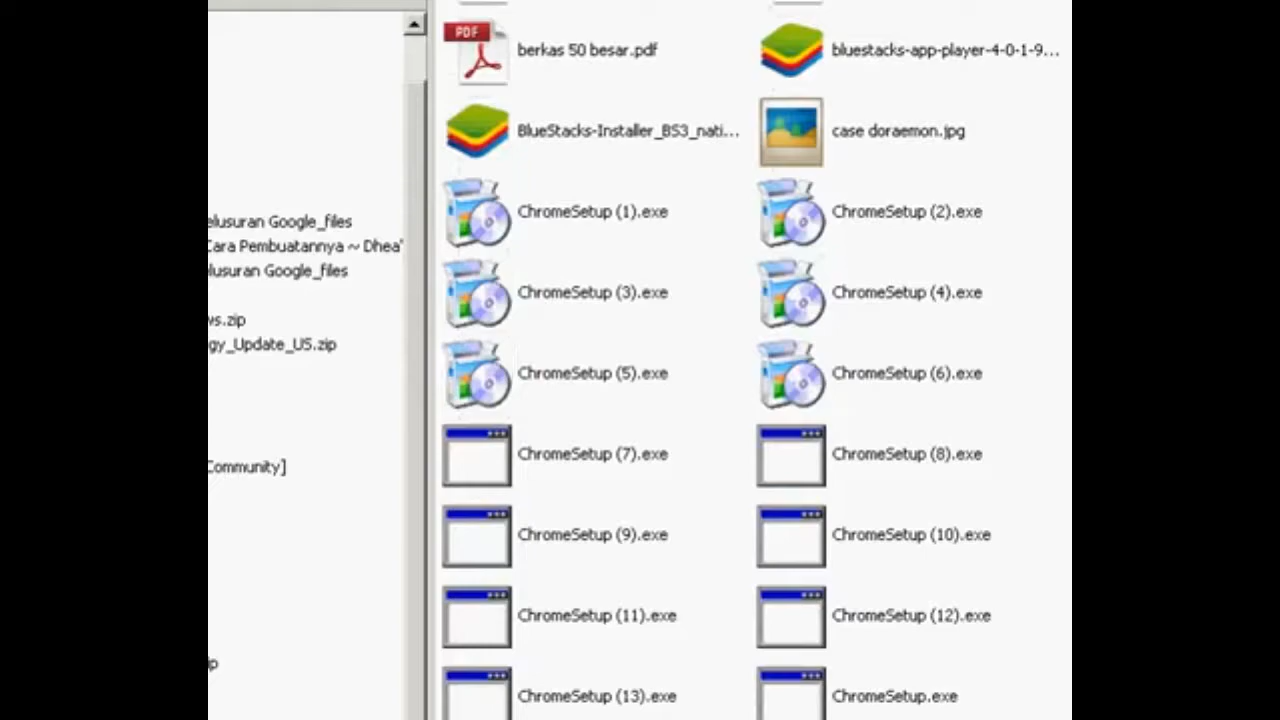 elusuran Google_files
Cara Pembuatannya ~ Dhea'
lusuran Google_files
ws.zip
gy_Update_US.zip
Community]
ip
PDF
berkas 50 besar.pdf
bluestacks-app-player-4-0-1-9...
BlueStacks-Installer_BS3_nati...
case doraemon.jpg
ChromeSetup (1).exe
ChromeSetup (2).exe
ChromeSetup (3).exe
ChromeSetup (4).exe
ChromeSetup (5).exe
ChromeSetup (6).exe
ChromeSetup (7).exe
ChromeSetup (8).exe
ChromeSetup (9).exe
ChromeSetup (10).exe
ChromeSetup (11).exe
ChromeSetup (12).exe
ChromeSetup (13).exe
ChromeSetup.exe